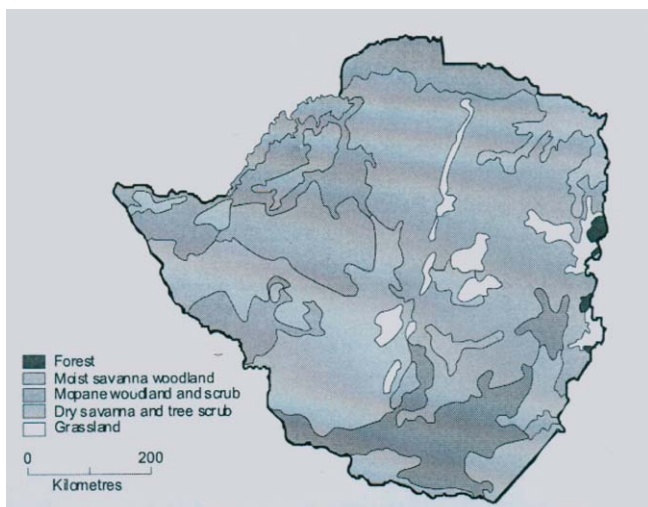 Forest
Moist savanna woodland
Mopane woodland and scrub
Dry savanna and tree scrub
Grassland
0 200
Kilometres